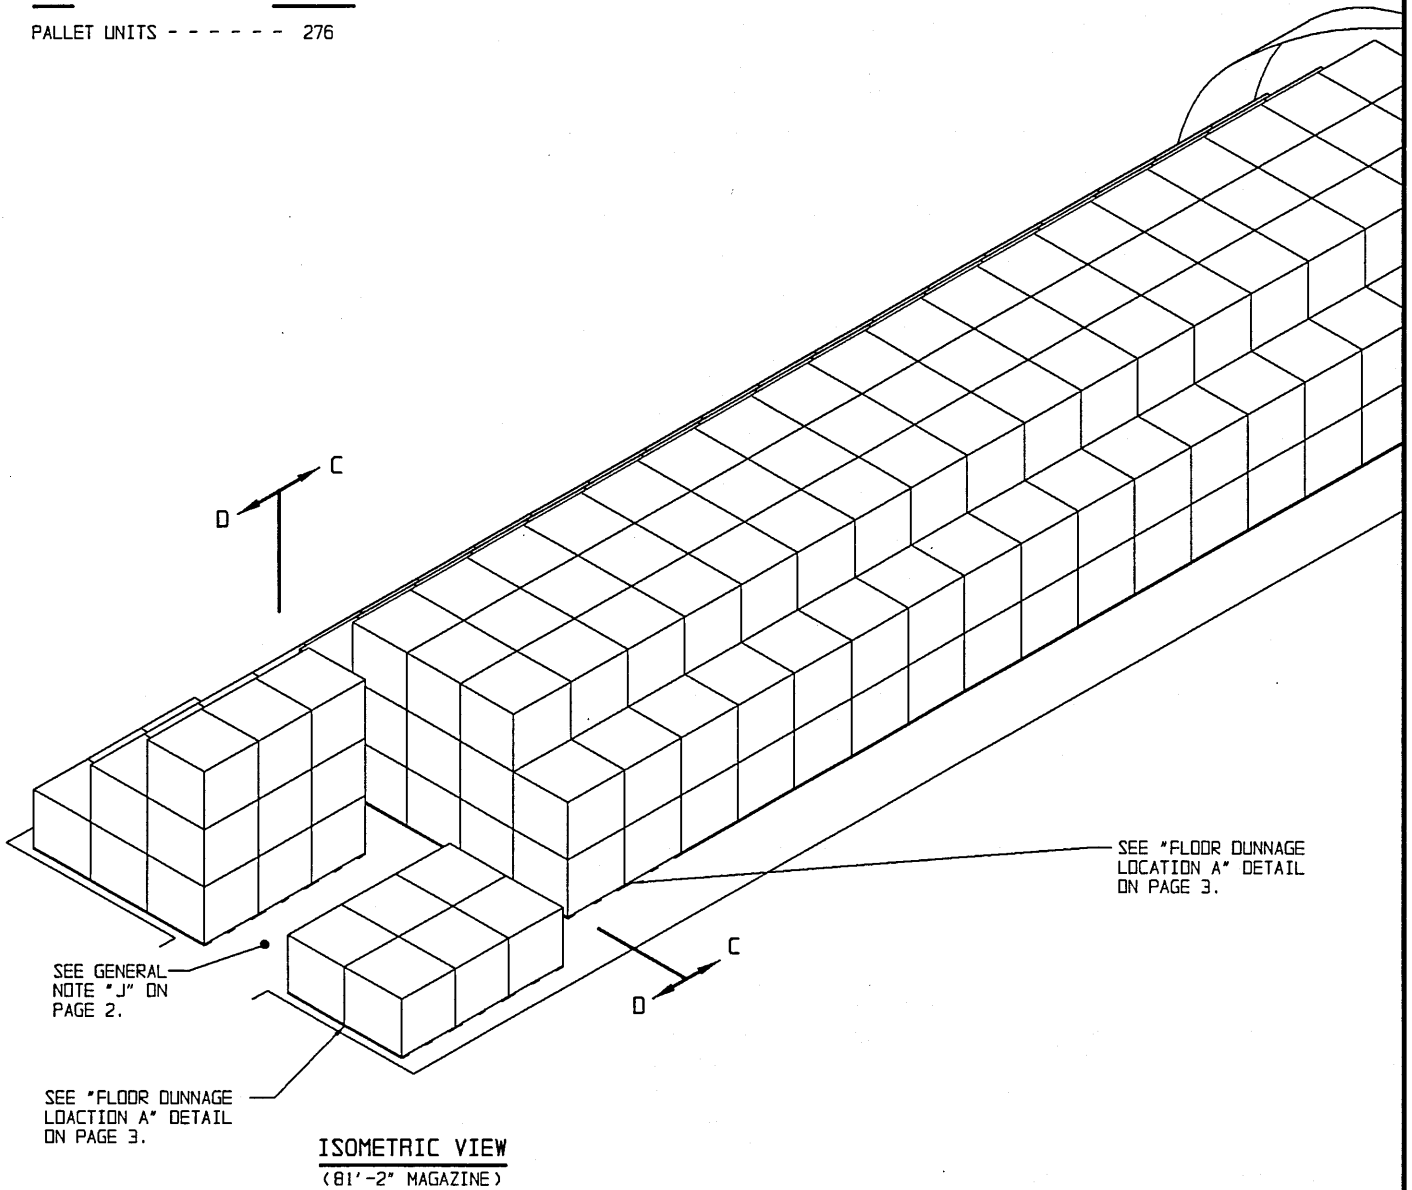 PALLET UNITS - - - - - - 276
C
D
SEE "FLOOR DUNNAGE
LOCATION A" DETAIL
ON PAGE 3.
C
D
SEE GENERAL
NOTE "J" ON
PAGE 2.
SEE "FLOOR DUNNAGE
LOACTION A" DETAIL
ON PAGE 3.
ISOMETRIC VIEW
(81'-2" MAGAZINE)